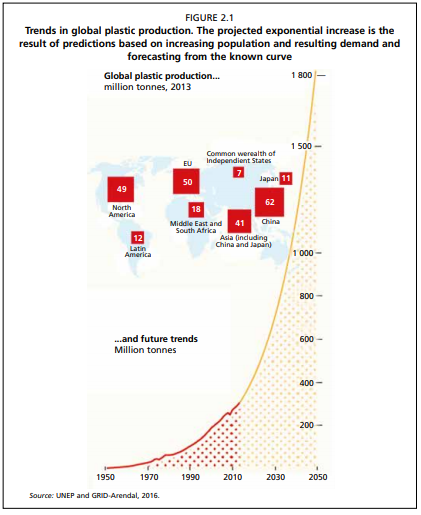 FIGURE 2.1
Trends in global plastic production. The projected exponential increase is the
result of predictions based on increasing population and resulting demand and
forecasting from the known curve
Global plastic production...
million tonnes, 2013
1 800
1 500
1 000
800
600
400
200
49
North
America
12
Latin
America
EU
50
18
Middle East and
South Africa
Common werealth of
Independent States
7
Japan 11
62
China
41
Asia (including
China and Japan)
...and future trends
Million tonnes
1950 1970 1990 2010 2030 2050
Source: UNEP and GRID-Arendal, 2016.